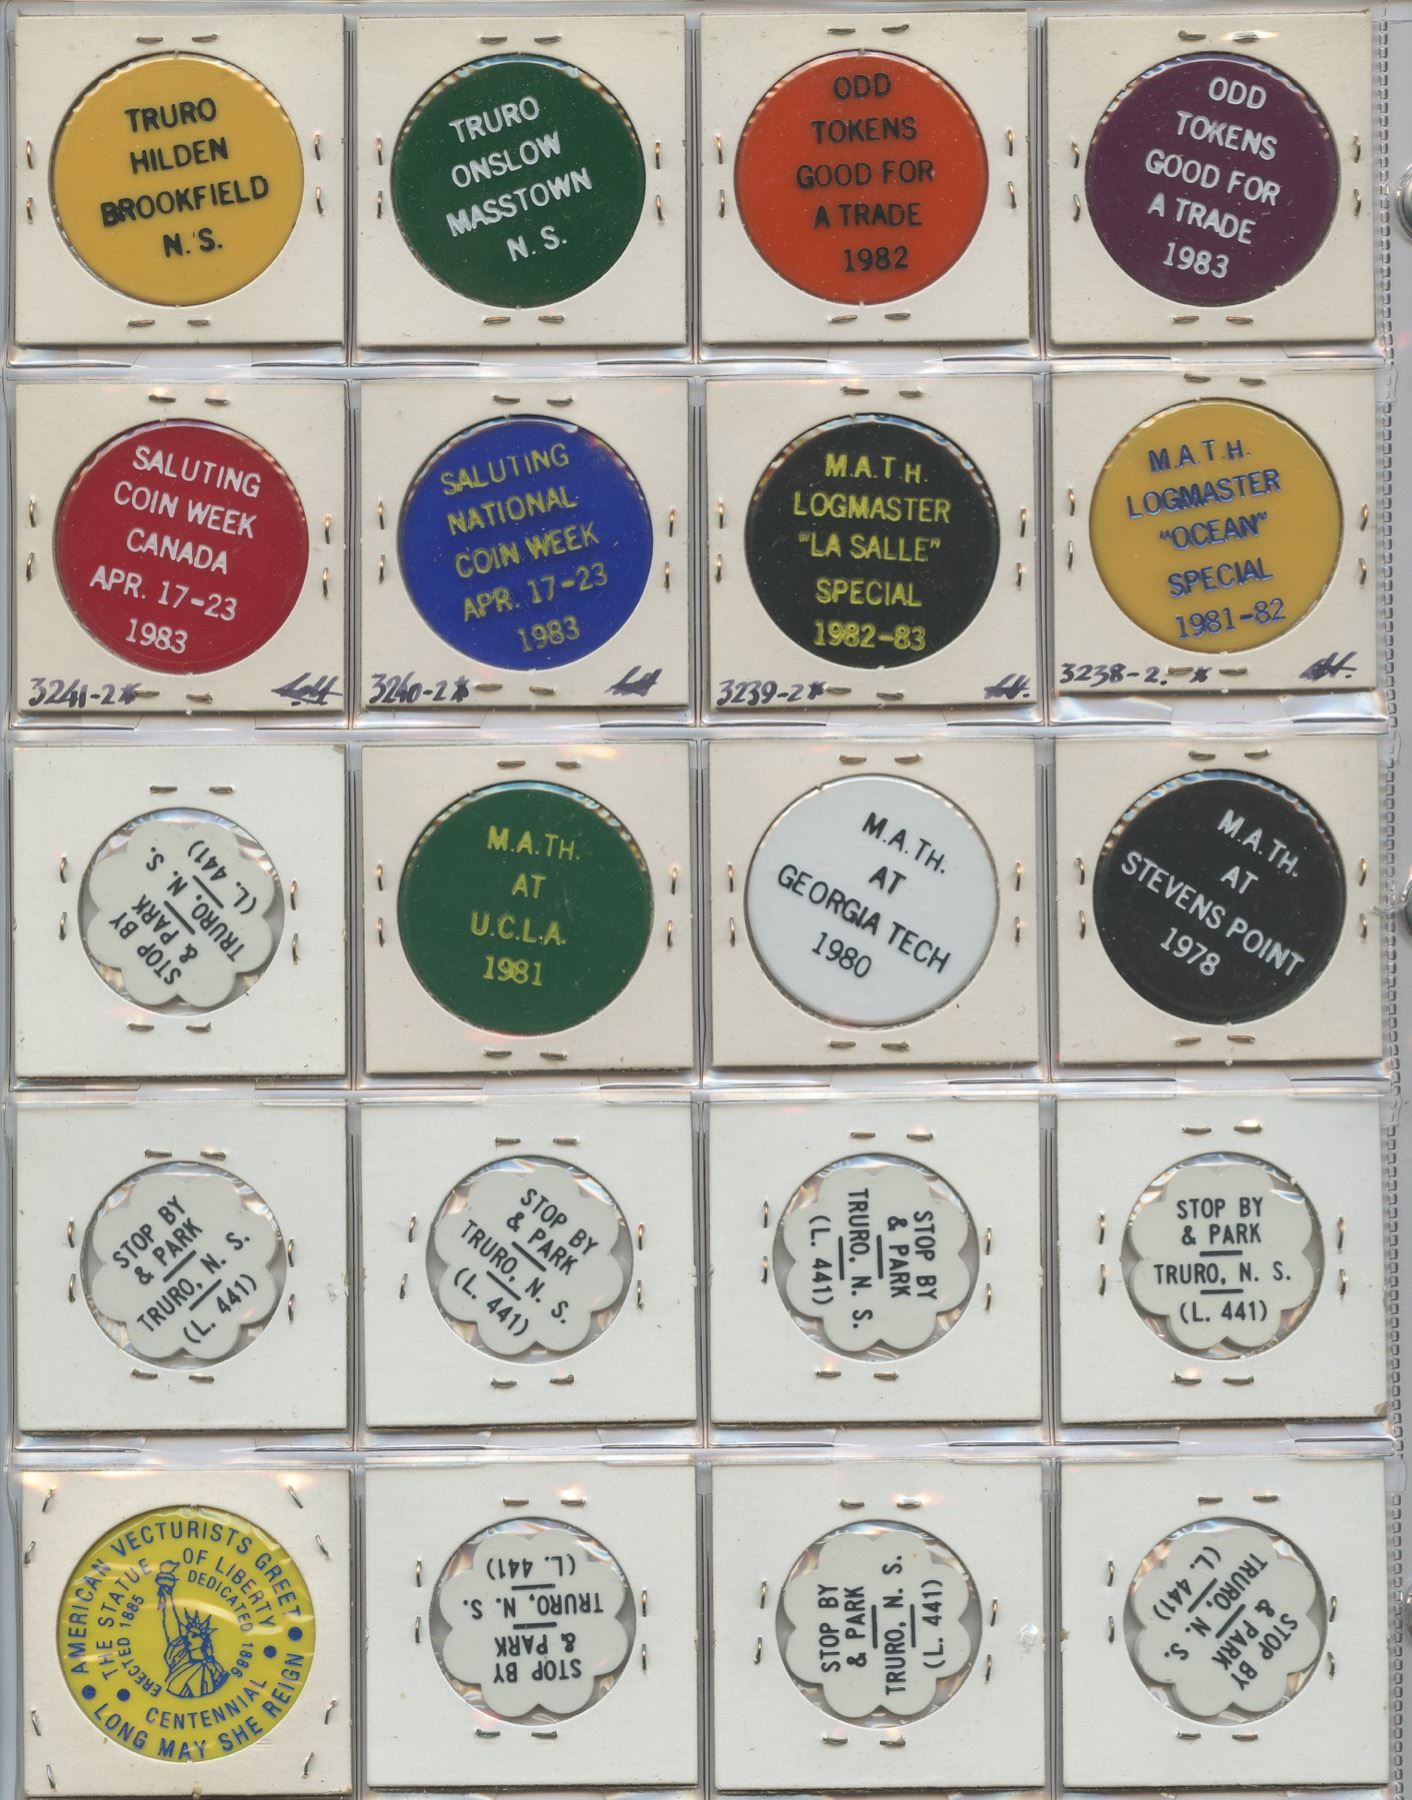 TRURO
HILDEN
BROOKFIELD
N.S.
TRURO
ONSLOW
MASSTOWN
N.S.
ODD
TOKENS
GOOD FOR
A TRADE
1982
ODD
TOKENS
GOOD FOR
A TRADE
1983
SALUTING
COIN WEEK
CANADA
APR. 17-23
1983
3241-2*
SALUTING
NATIONAL
COIN WEEK
APR. 17-23
1983
3240-2*
M.A.T.H.
LOGMASTER
"LA SALLE"
SPECIAL
1982-83
3239-2*
M.A.T.H.
LOGMASTER
"OCEAN"
SPECIAL
1981-82
3238-2.-*
STOP BY
& PARK
TRURO, N. S.
(L. 441)
M.A.TH.
AT
U.C.L.A.
1981
M.A.TH.
AT
GEORGIA TECH
1980
M.A.TH.
AT
STEVENS POINT
1978
STOP BY
& PARK
TRURO, N. S.
(L. 441)
STOP BY
& PARK
TRURO, N. S.
(L. 441)
STOP BY
& PARK
TRURO, N. S.
(L. 441)
STOP BY
& PARK
TRURO, N. S.
(L. 441)
AMERICAN VECTURISTS GREET
THE STATUE OF LIBERTY
ERECTED 1885 DEDICATED 1886
CENTENNIAL
LONG MAY SHE REIGN
STOP BY
& PARK
TRURO, N. S.
(L. 441)
STOP BY
& PARK
TRURO, N. S.
(L. 441)
STOP BY
& PARK
TRURO, N. S.
(L. 441)